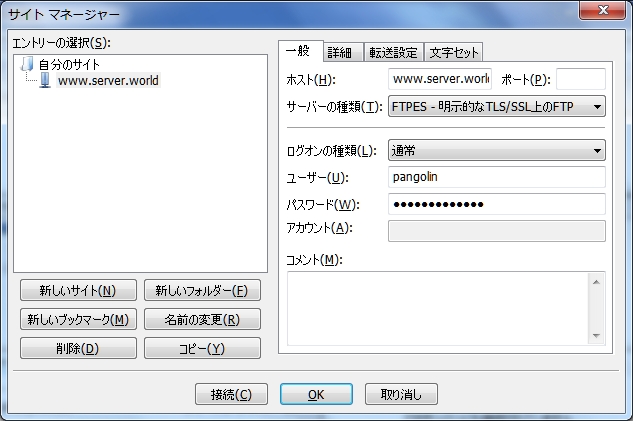 サイト マネージャー
エントリーの選択(S):
自分のサイト
www.server.world
新しいサイト(N)
新しいフォルダー(F)
新しいブックマーク(M)
名前の変更(R)
削除(D)
コピー(Y)
一般
詳細
転送設定
文字セット
ホスト(H):
www.server.world
ポート(P):
サーバーの種類(T):
FTPES - 明示的なTLS/SSL上のFTP
ログオンの種類(L):
通常
ユーザー(U):
pangolin
パスワード(W):
●●●●●●●●●●●●●
アカウント(A):
コメント(M):
接続(C)
OK
取り消し